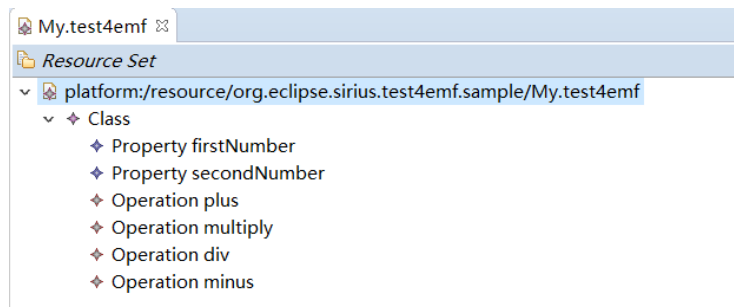 My.test4emf
Resource Set
platform:/resource/org.eclipse.sirius.test4emf.sample/My.test4emf
Class
Property firstNumber
Property secondNumber
Operation plus
Operation multiply
Operation div
Operation minus